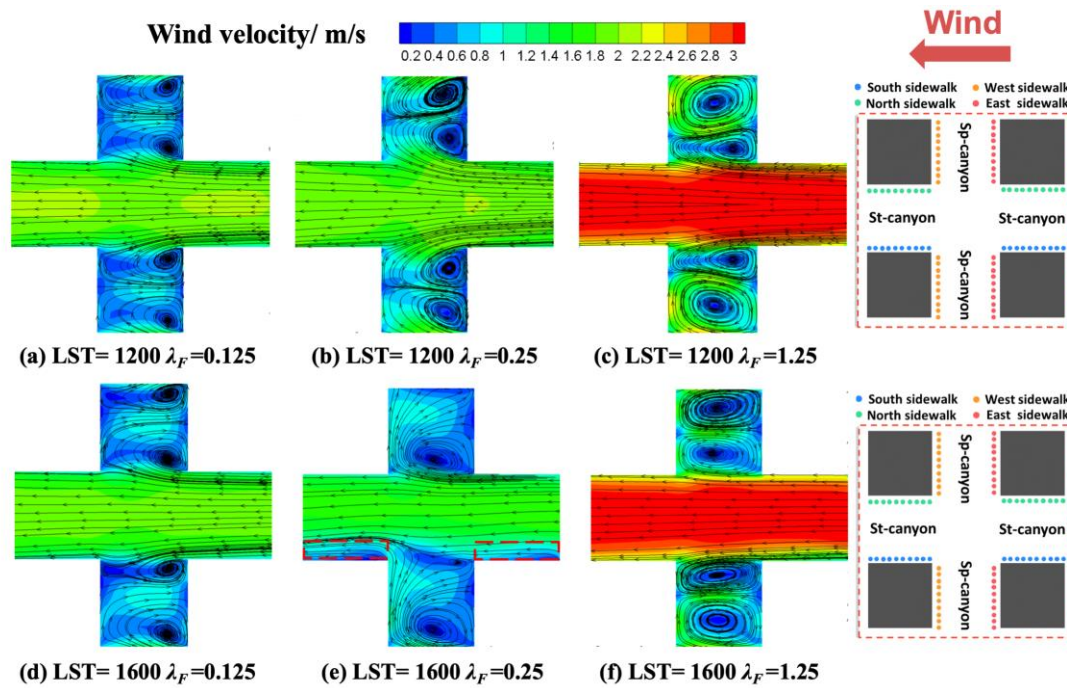 Wind velocity/ m/s
0.2 0.4 0.6 0.8 1 1.2 1.4 1.6 1.8 2 2.2 2.4 2.6 2.8 3
Wind
South sidewalk West sidewalk
North sidewalk East sidewalk
Sp-canyon
St-canyon St-canyon
Sp-canyon
(a) LST= 1200 λF =0.125
(b) LST= 1200 λF =0.25
(c) LST= 1200 λF =1.25
South sidewalk West sidewalk
North sidewalk East sidewalk
Sp-canyon
St-canyon St-canyon
Sp-canyon
(d) LST= 1600 λF =0.125
(e) LST= 1600 λF =0.25
(f) LST= 1600 λF =1.25